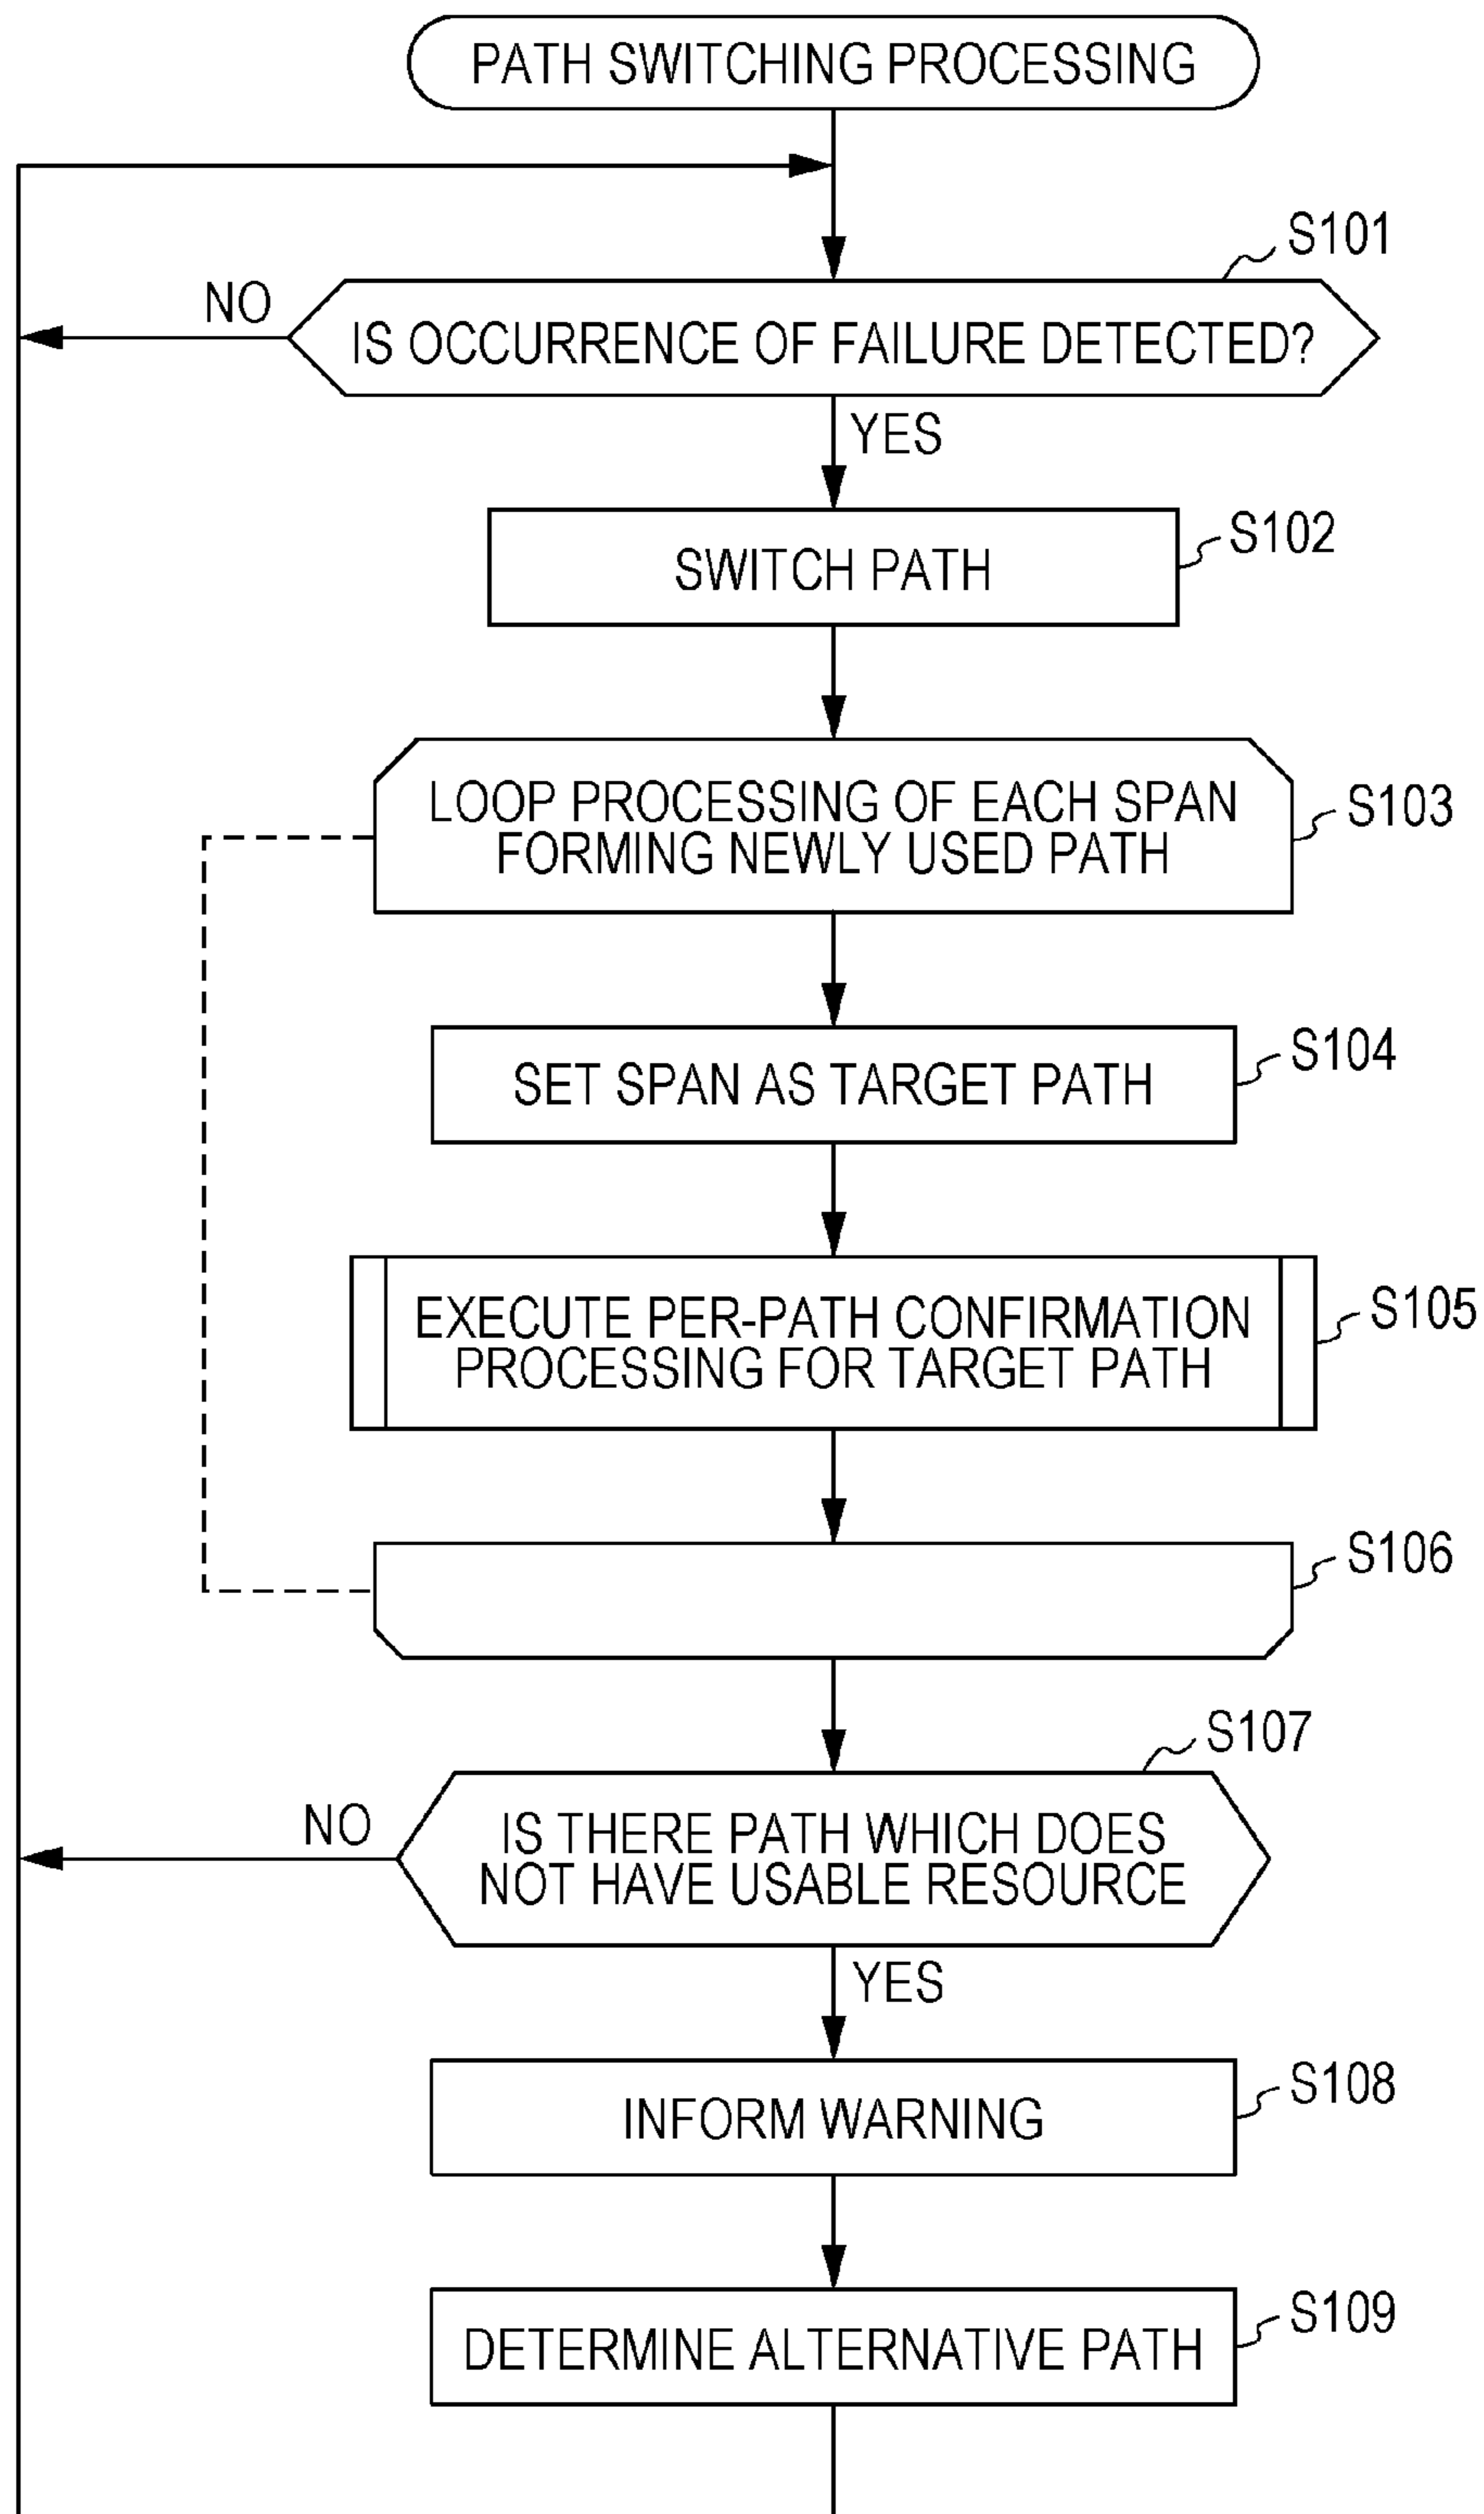 PATH SWITCHING PROCESSING
S101
NO
IS OCCURRENCE OF FAILURE DETECTED?
YES
S102
SWITCH PATH
S103
LOOP PROCESSING OF EACH SPAN
FORMING NEWLY USED PATH
S104
SET SPAN AS TARGET PATH
S105
EXECUTE PER-PATH CONFIRMATION
PROCESSING FOR TARGET PATH
S106
S107
NO
IS THERE PATH WHICH DOES
NOT HAVE USABLE RESOURCE
YES
S108
INFORM WARNING
S109
DETERMINE ALTERNATIVE PATH